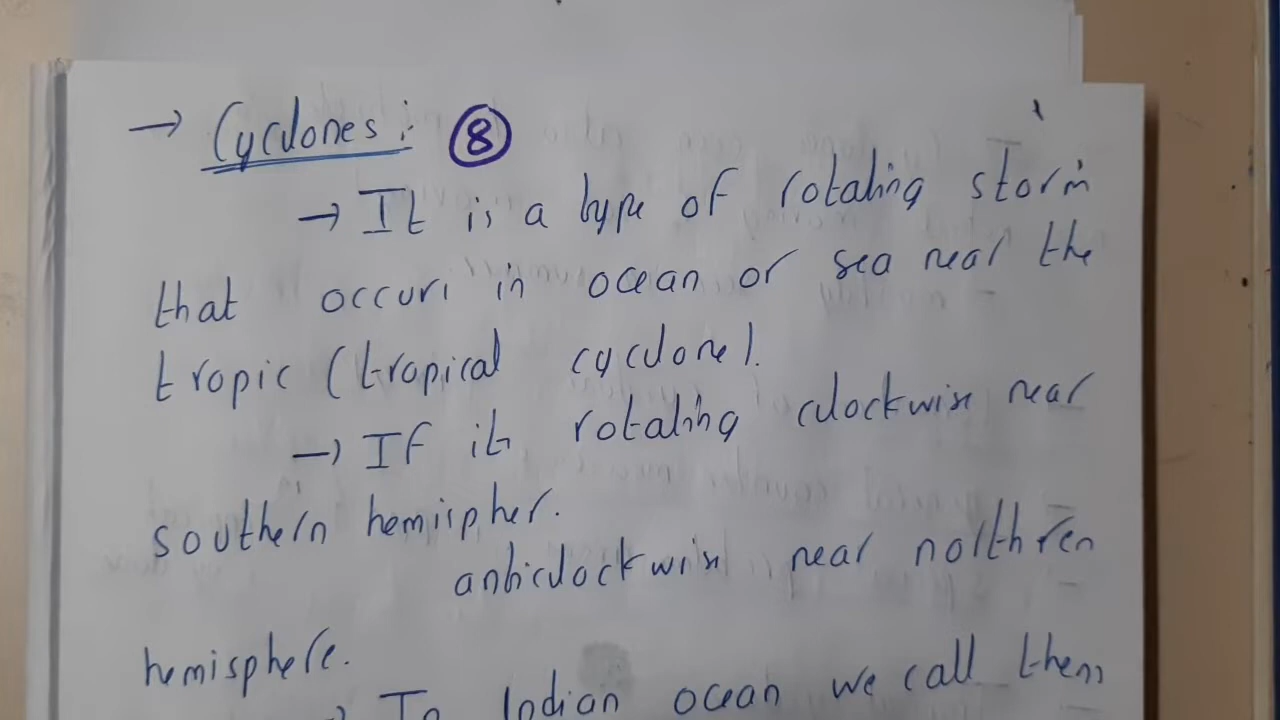 → Cyclones: 8
→ It is a type of rotating storm
that occurs in ocean or sea near the
tropic (tropical cyclone).
→ If its rotating clockwise near
southern hemispher.
anticlockwise near northren
hemisphere.
→ In Indian ocean we call them